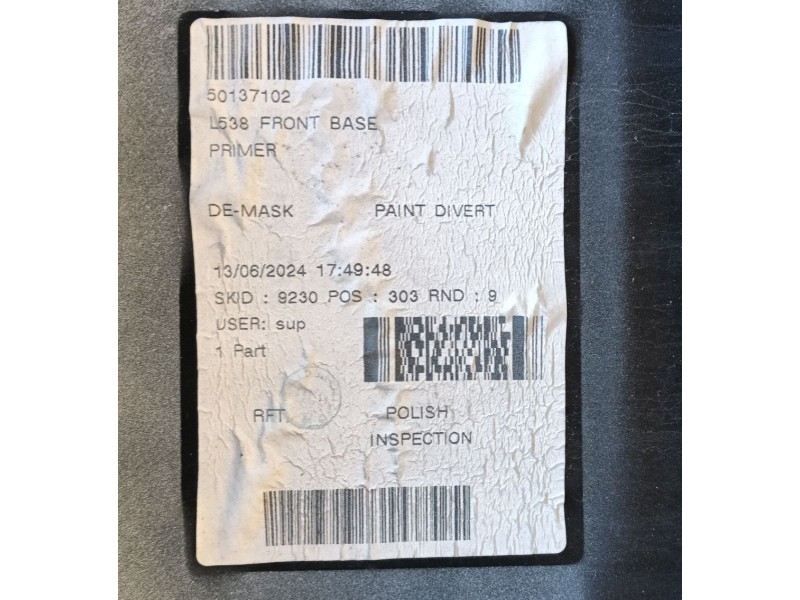 50137102
L538 FRONT BASE
PRIMER
DE-MASK PAINT DIVERT
13/06/2024 17:49:48
SKID : 9230 POS : 303 RND : 9
USER: sup
1 Part
RFT POLISH
INSPECTION